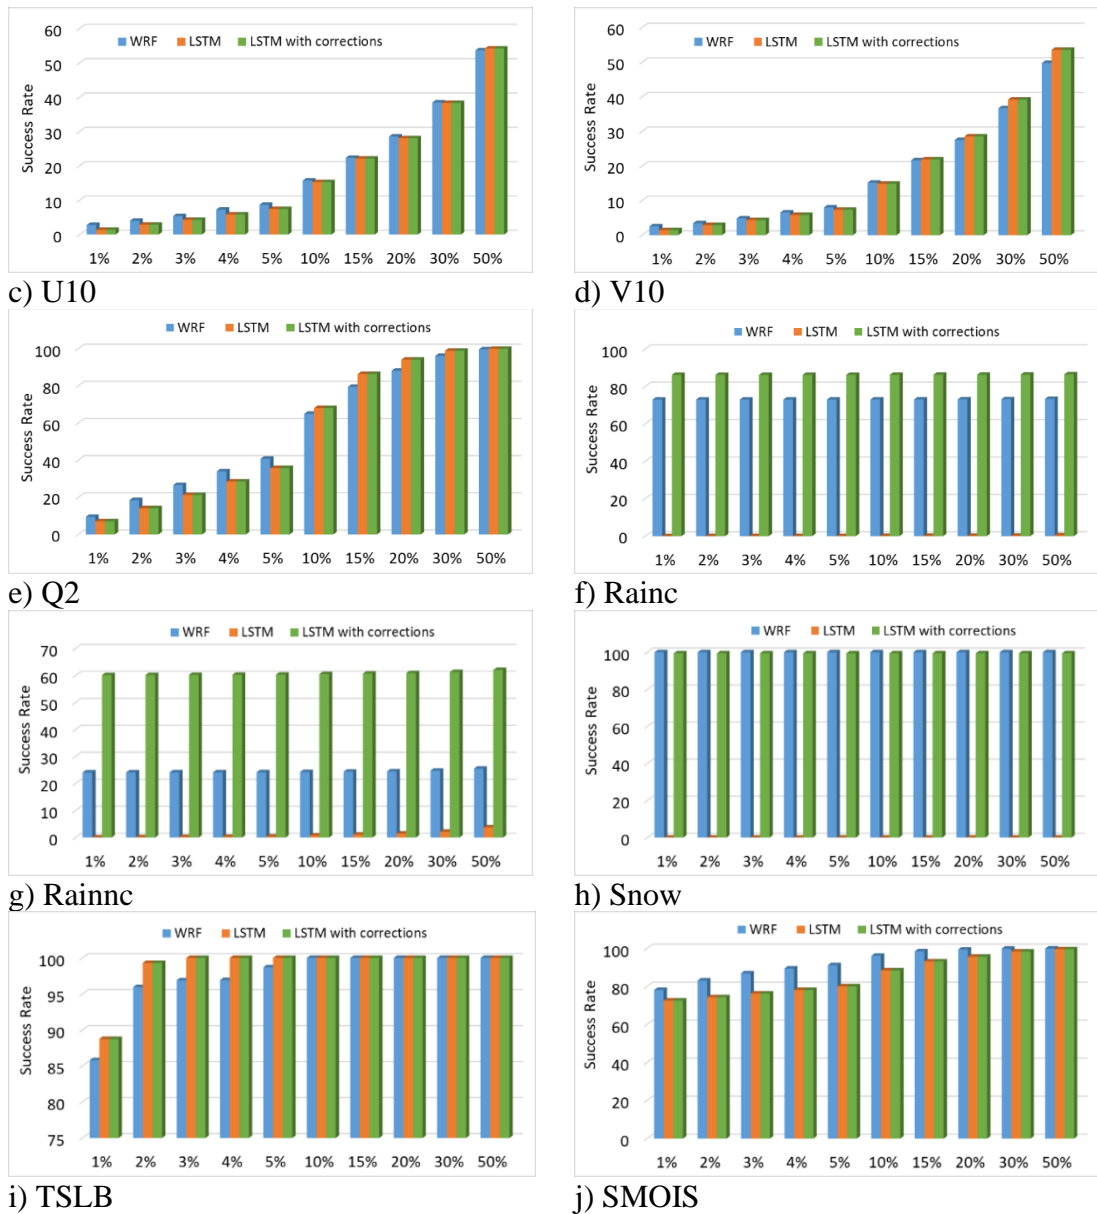 WRF LSTM LSTM with corrections
Success Rate
60
50
40
30
20
10
0
1% 2% 3% 4% 5% 10% 15% 20% 30% 50%
c) U10
WRF LSTM LSTM with corrections
Success Rate
60
50
40
30
20
10
0
1% 2% 3% 4% 5% 10% 15% 20% 30% 50%
d) V10
WRF LSTM LSTM with corrections
Success Rate
100
80
60
40
20
0
1% 2% 3% 4% 5% 10% 15% 20% 30% 50%
e) Q2
WRF LSTM LSTM with corrections
Success Rate
100
80
60
40
20
0
1% 2% 3% 4% 5% 10% 15% 20% 30% 50%
f) Rainc
WRF LSTM LSTM with corrections
Success Rate
70
60
50
40
30
20
10
0
1% 2% 3% 4% 5% 10% 15% 20% 30% 50%
g) Rainnc
WRF LSTM LSTM with corrections
Success Rate
100
80
60
40
20
0
1% 2% 3% 4% 5% 10% 15% 20% 30% 50%
h) Snow
WRF LSTM LSTM with corrections
Success Rate
100
95
90
85
80
75
1% 2% 3% 4% 5% 10% 15% 20% 30% 50%
i) TSLB
WRF LSTM LSTM with corrections
Success Rate
100
80
60
40
20
0
1% 2% 3% 4% 5% 10% 15% 20% 30% 50%
j) SMOIS